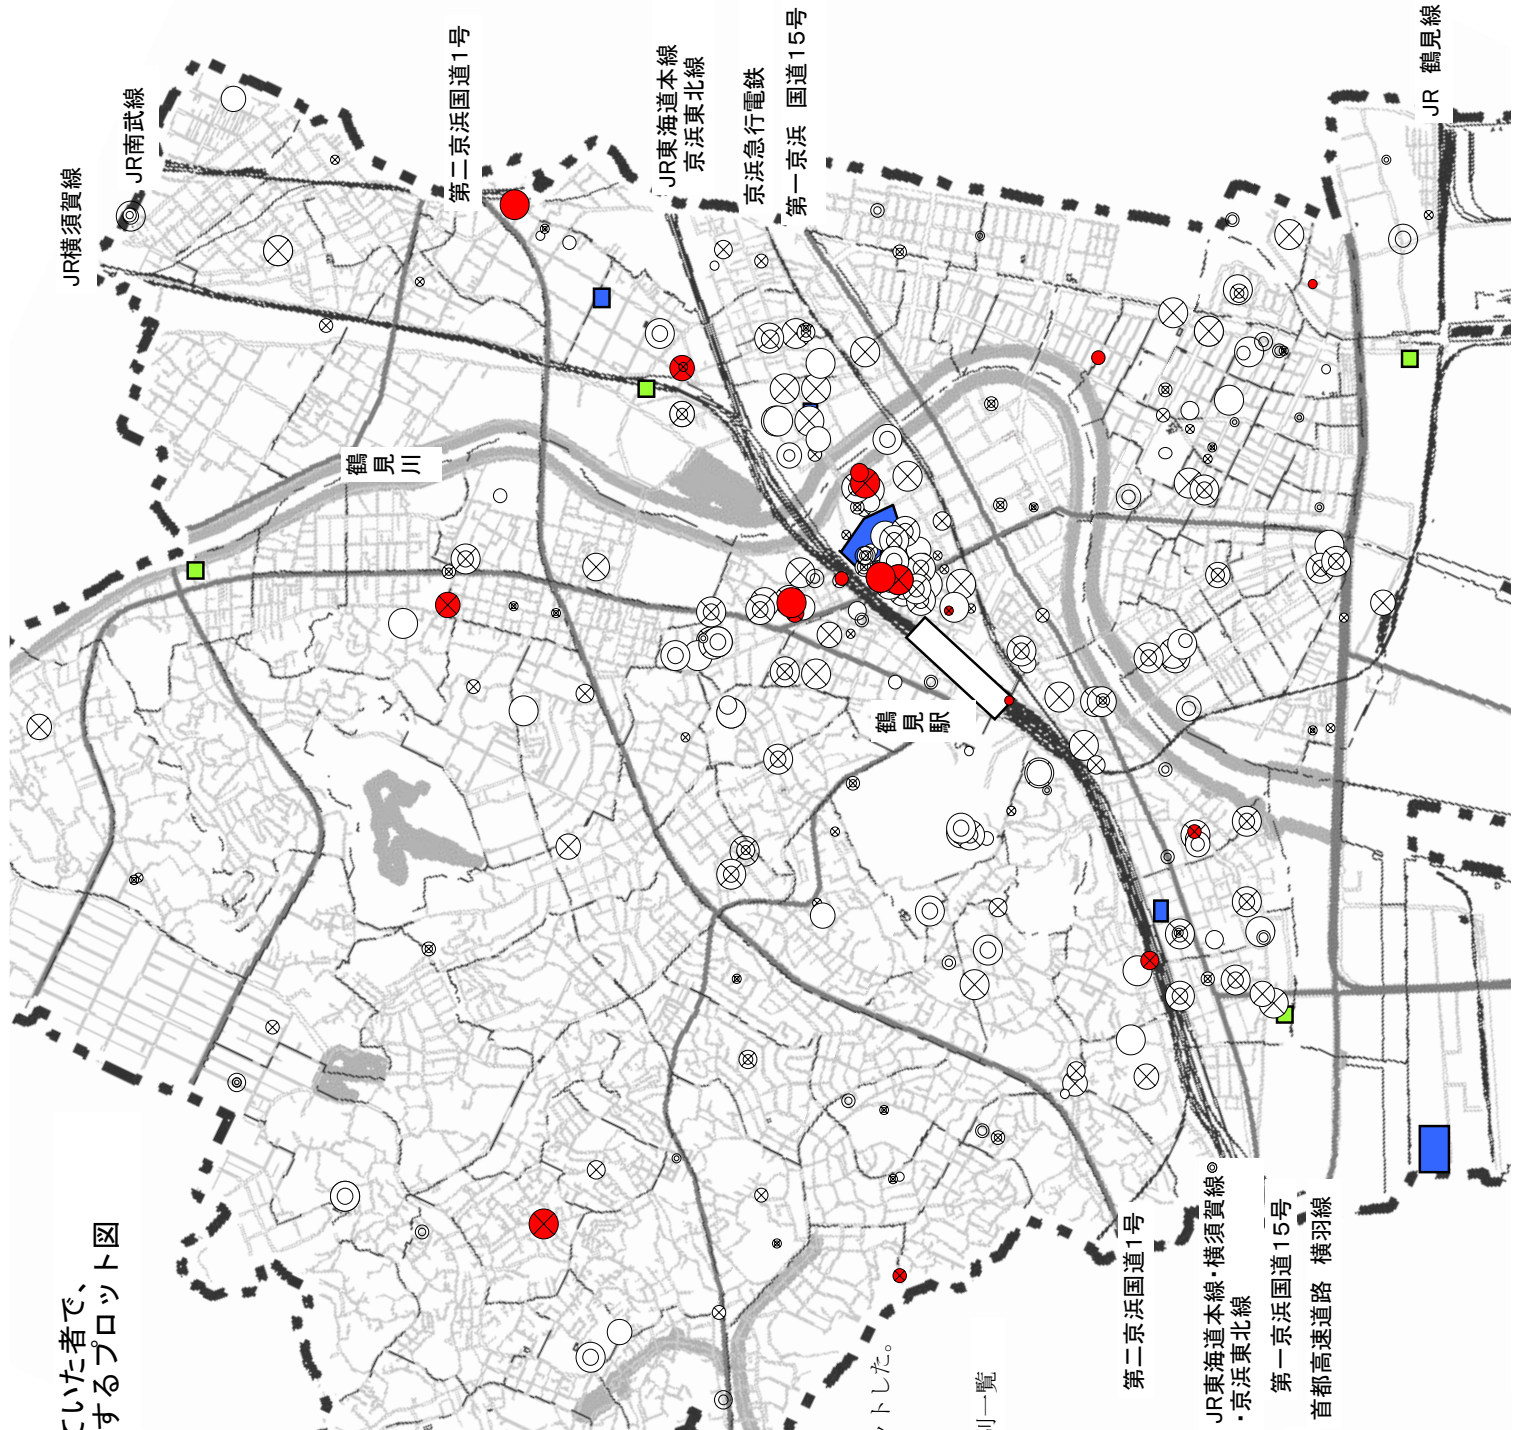 ていた者で、
するプロット図
JR横須賀線
JR南武線
第二京浜国道1号
JR東海道本線
京浜東北線
京浜急行電鉄
第一京浜 国道15号
JR 鶴見線
鶴見川
鶴見駅
ットした。
別一覧
第二京浜国道1号
JR東海道本線・横須賀線
・京浜東北線
第一京浜国道15号
首都高速道路 横羽線